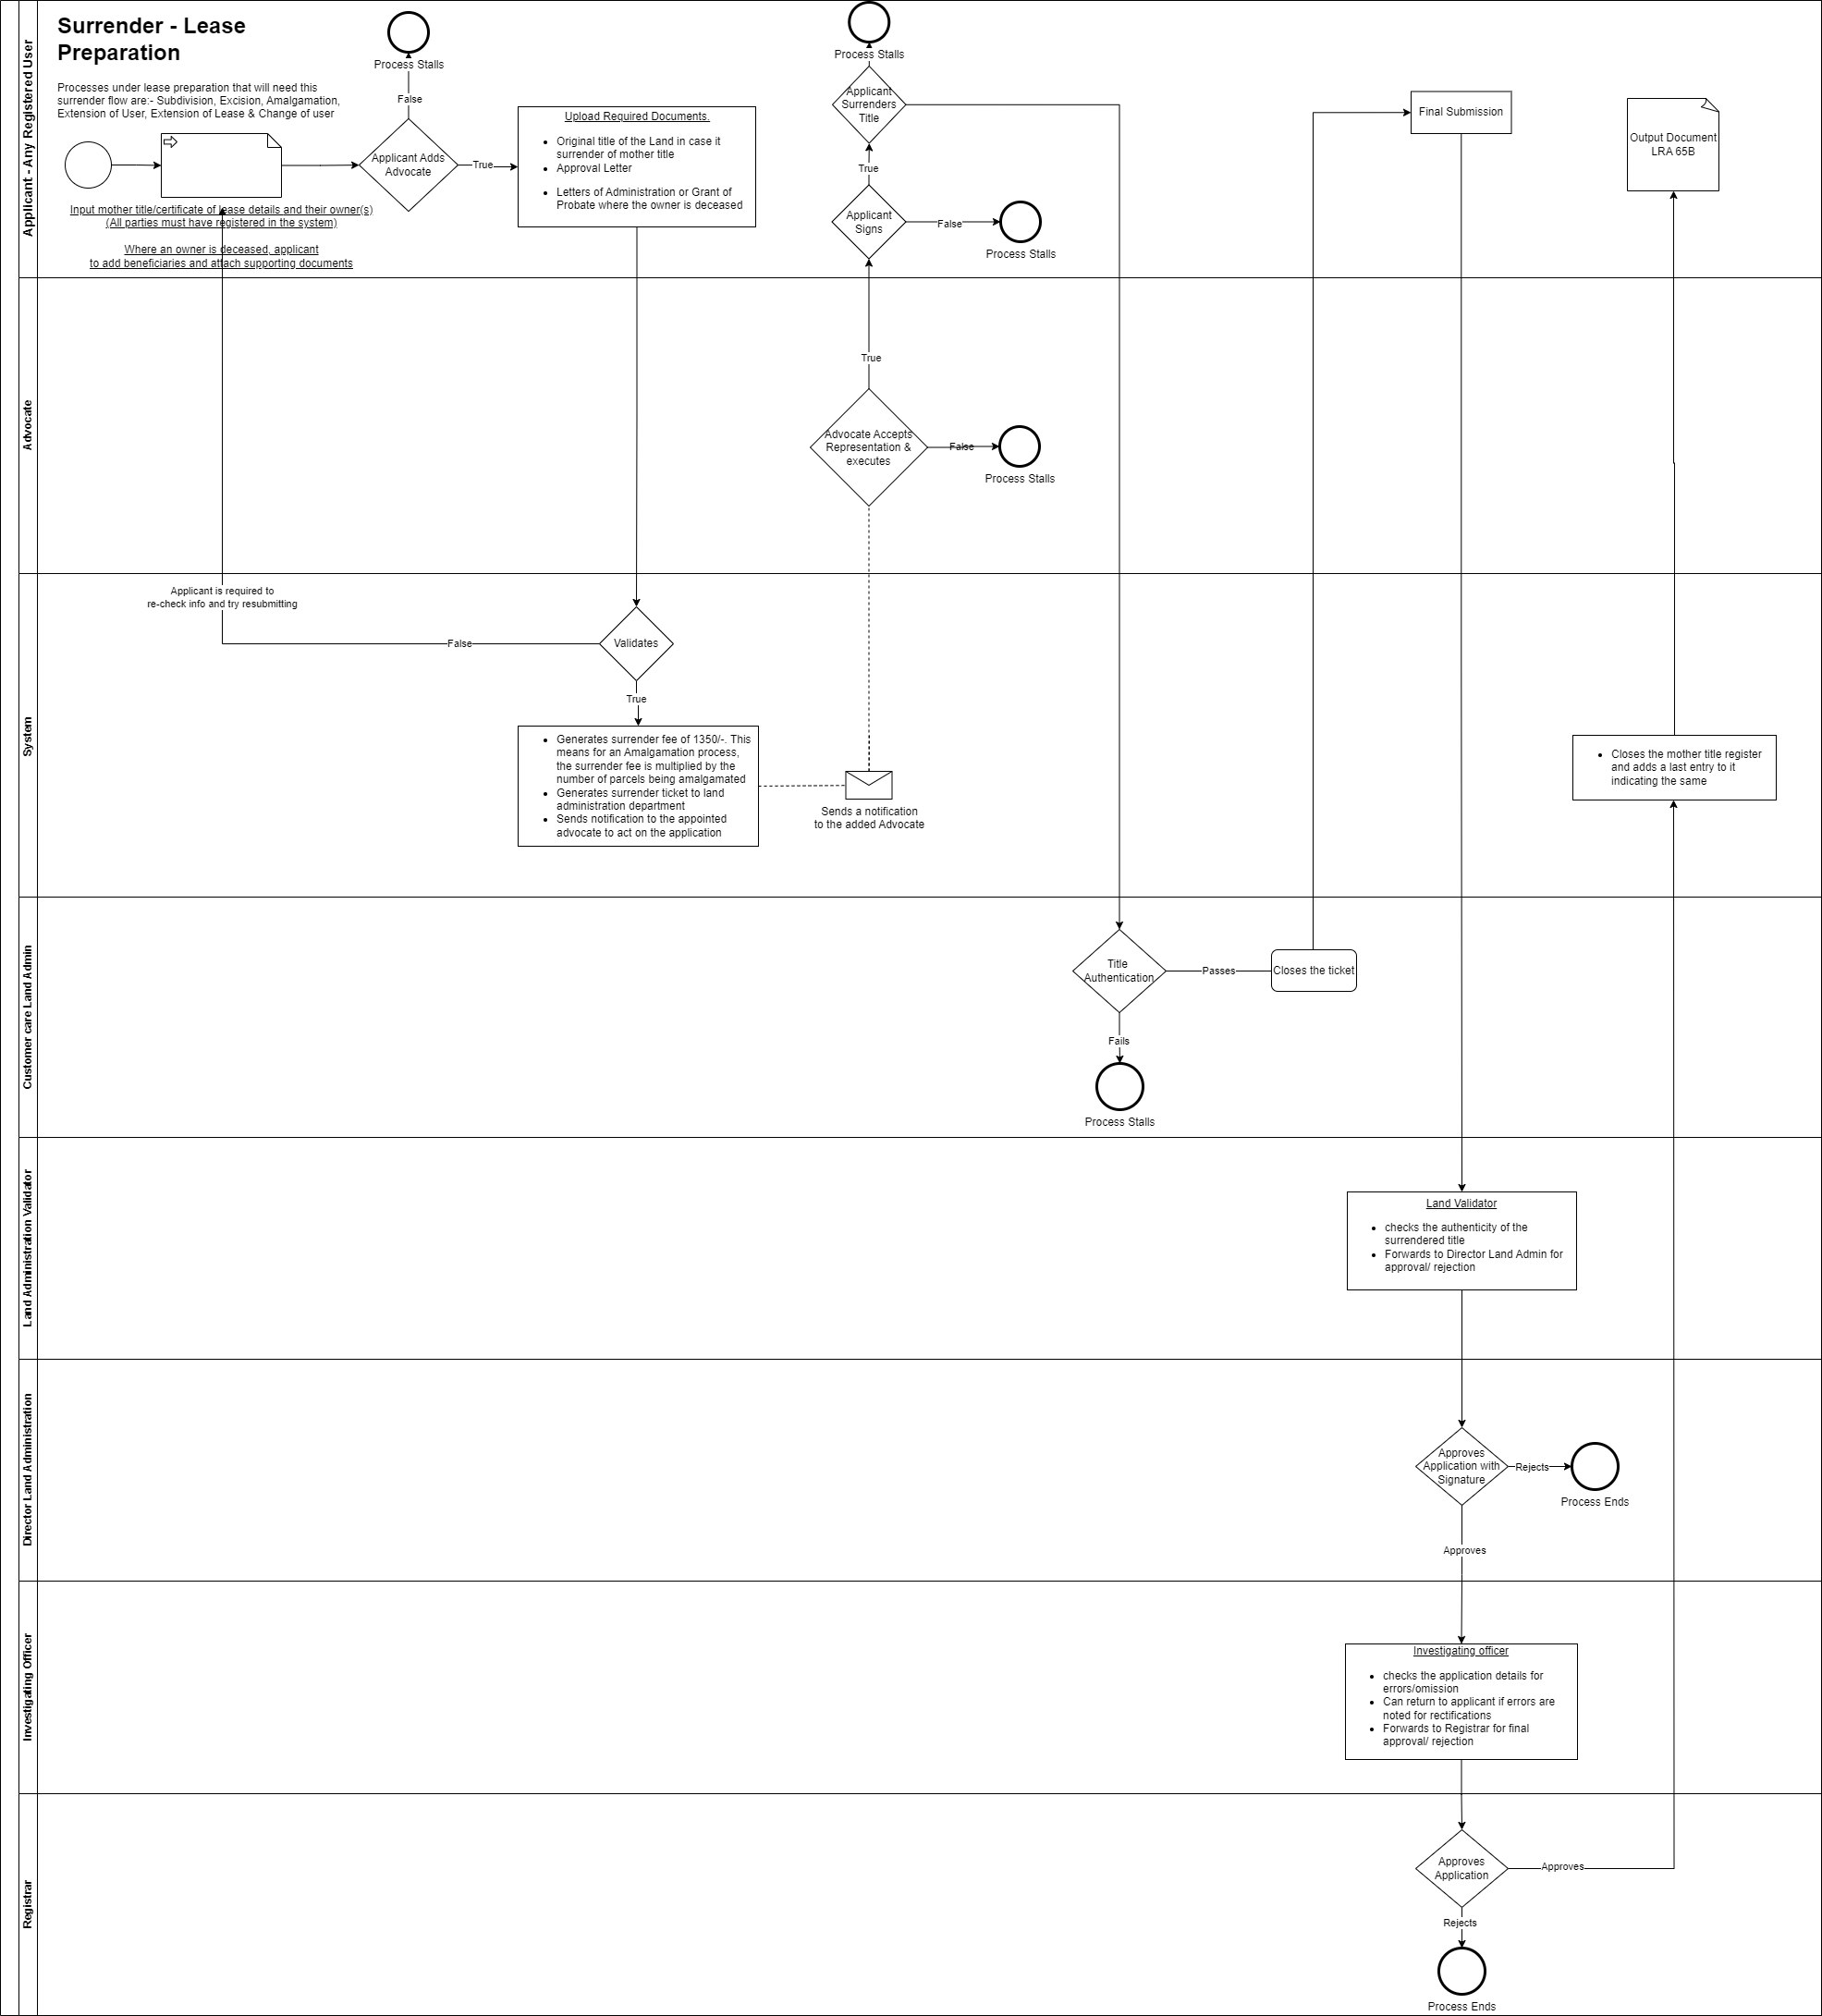 Surrender - Lease
Preparation
Processes under lease preparation that will need this
surrender flow are:- Subdivision, Excision, Amalgamation,
Extension of User, Extension of Lease & Change of user
Applicant - Any Registered User
Input mother title/certificate of lease details and their owner(s)
(All parties must have registered in the system)
Where an owner is deceased, applicant
to add beneficiaries and attach supporting documents
Process Stalls
False
Applicant Adds
Advocate
True
Upload Required Documents.
• Original title of the Land in case it
surrender of mother title
• Approval Letter
• Letters of Administration or Grant of
Probate where the owner is deceased
Process Stalls
Applicant
Surrenders
Title
True
Applicant
Signs
False
Process Stalls
Final Submission
Output Document
LRA 65B
Advocate
True
Advocate Accepts
Representation &
executes
False
Process Stalls
System
Applicant is required to
re-check info and try resubmitting
False
Validates
True
• Generates surrender fee of 1350/-. This
means for an Amalgamation process,
the surrender fee is multiplied by the
number of parcels being amalgamated
• Generates surrender ticket to land
administration department
• Sends notification to the appointed
advocate to act on the application
Sends a notification
to the added Advocate
• Closes the mother title register
and adds a last entry to it
indicating the same
Customer care Land Admin
Title
Authentication
Passes
Closes the ticket
Fails
Process Stalls
Land Administration Validator
Land Validator
• checks the authenticity of the
surrendered title
• Forwards to Director Land Admin for
approval/ rejection
Director Land Administration
Approves
Application with
Signature
Rejects
Process Ends
Approves
Investigating Officer
Investigating officer
• checks the application details for
errors/omission
• Can return to applicant if errors are
noted for rectifications
• Forwards to Registrar for final
approval/ rejection
Registrar
Approves
Application
Approves
Rejects
Process Ends